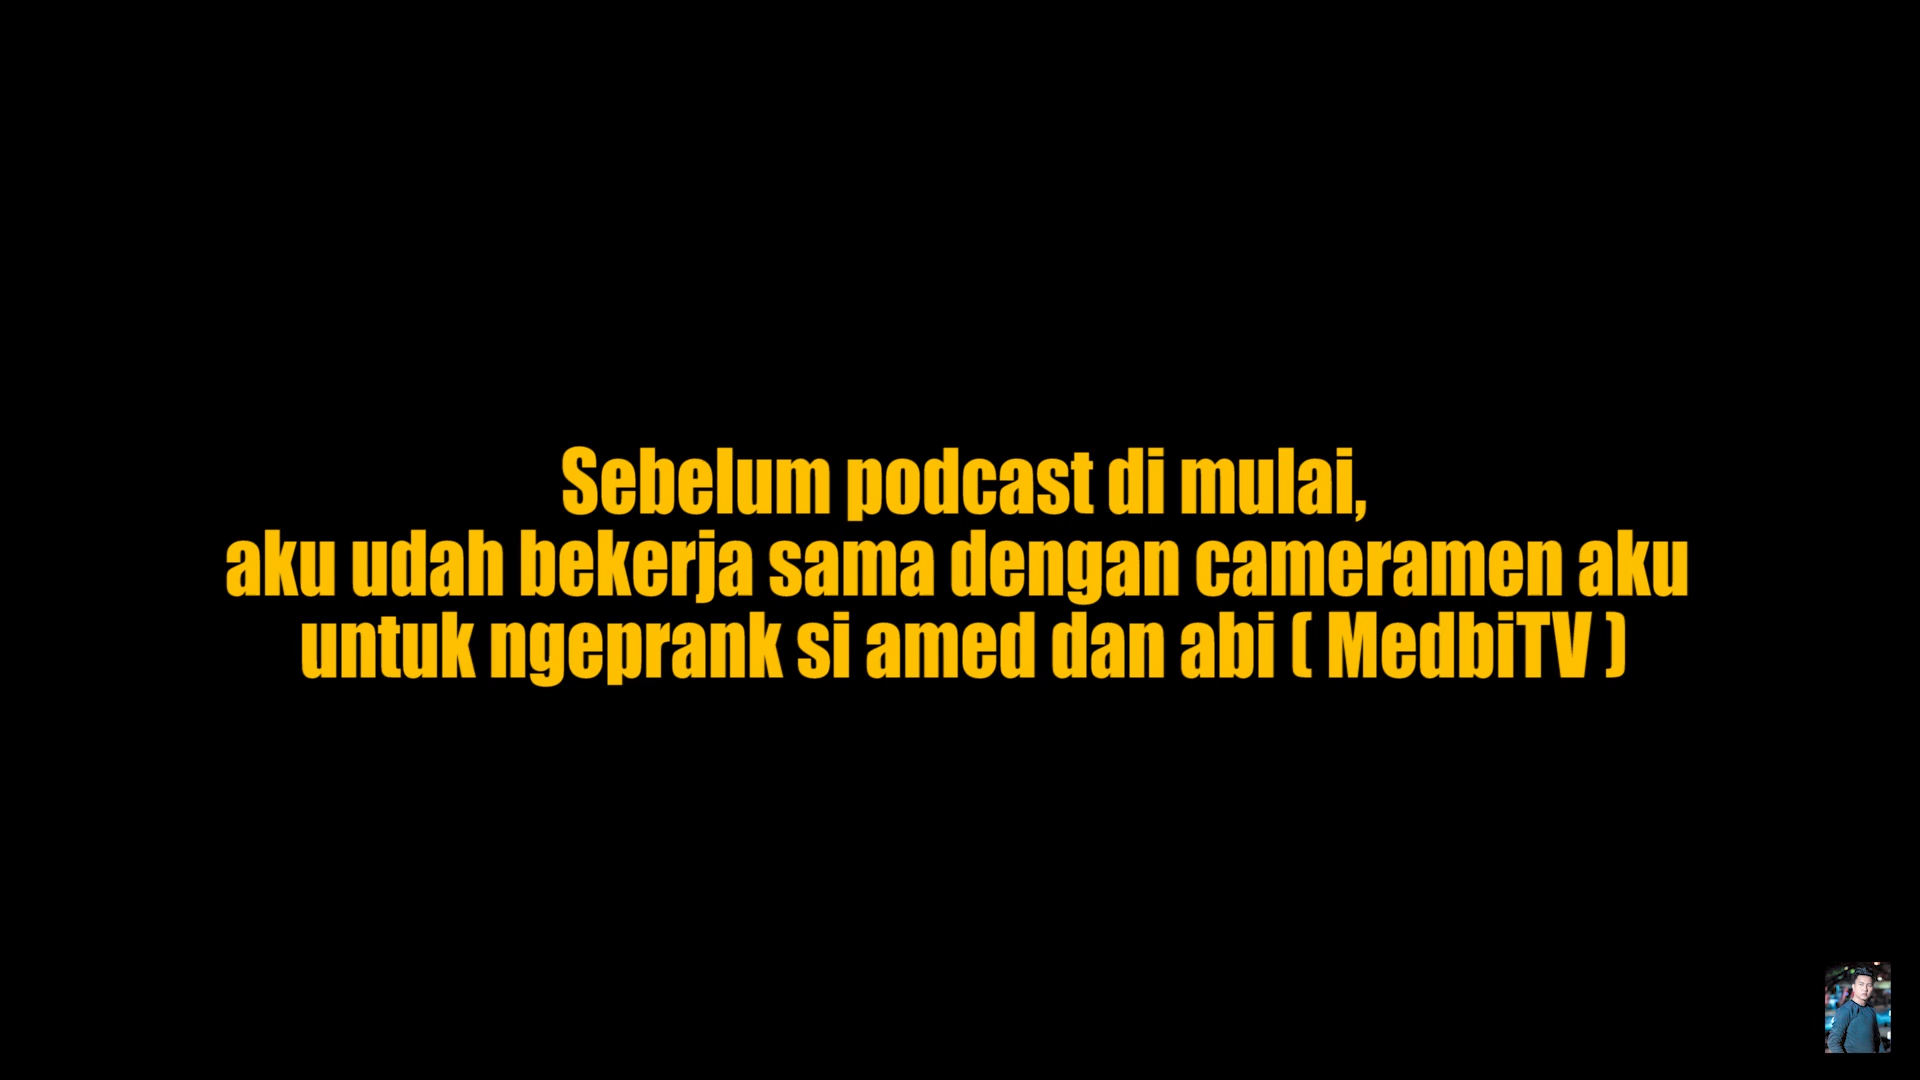 Sebelum podcast di mulai,
aku udah bekerja sama dengan cameramen aku
untuk ngeprank si amed dan abi ( MedbiTV )